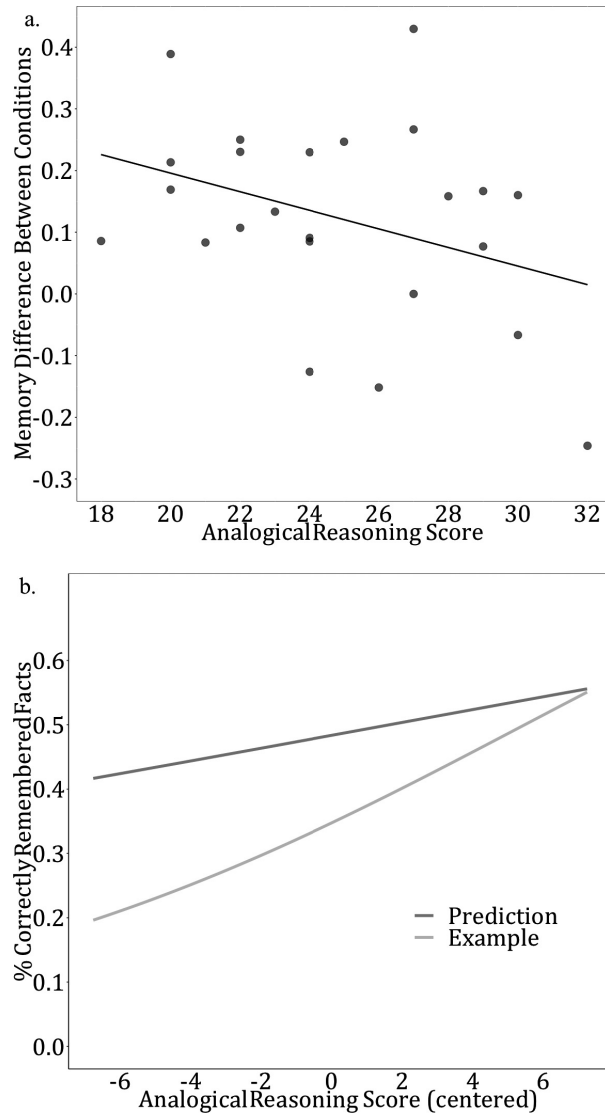 a.
Memory Difference Between Conditions
0.4
0.3
0.2
0.1
0.0
-0.1
-0.2
-0.3
18 20 22 24 26 28 30 32
Analogical Reasoning Score
b.
% Correctly Remembered Facts
0.6
0.5
0.4
0.3
0.2
0.1
0.0
Prediction
Example
-6 -4 -2 0 2 4 6
Analogical Reasoning Score (centered)